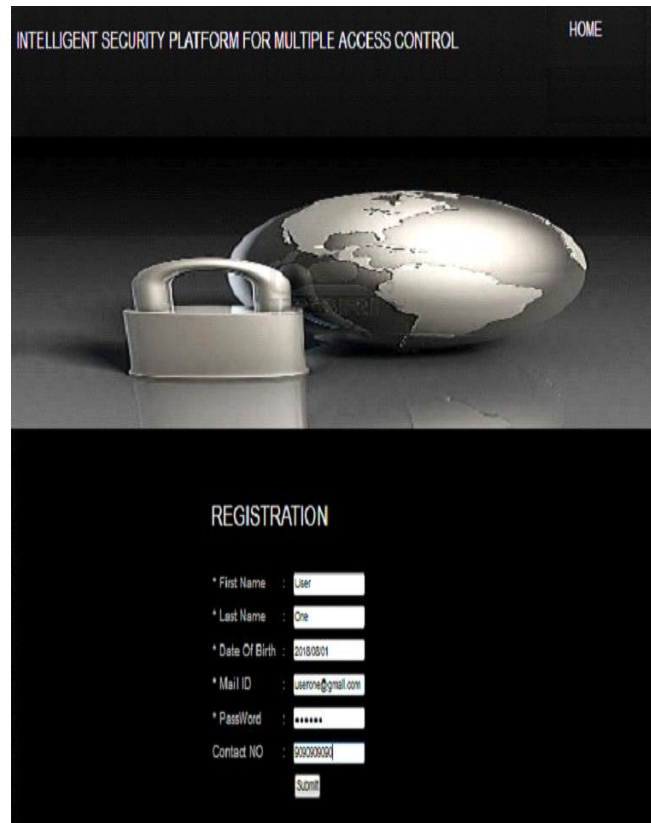 INTELLIGENT SECURITY PLATFORM FOR MULTIPLE ACCESS CONTROL
HOME
REGISTRATION
* First Name : User
* Last Name : One
* Date Of Birth : 2018/08/01
* Mail ID : userone@gmail.com
* PassWord : ••••••
Contact NO : 9090909090
Submit